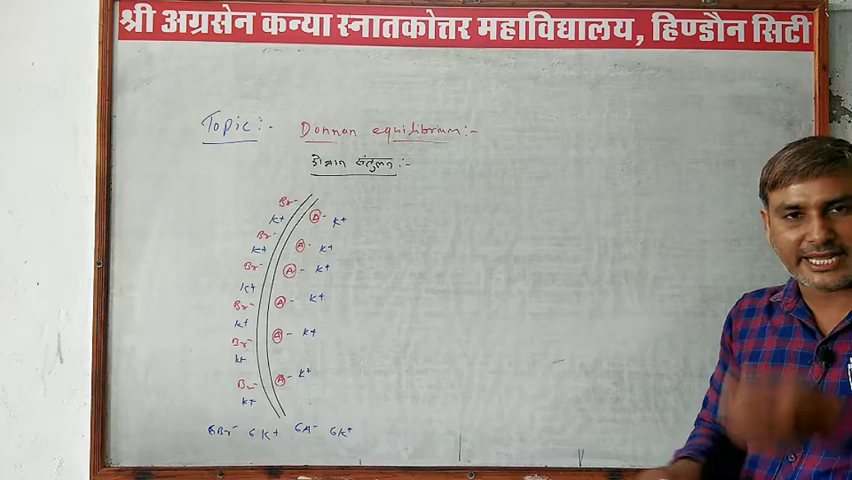 श्री अग्रसेन कन्या स्नातकोत्तर महाविद्यालय, हिण्डौन सिटी
Topic:- Donnan equilibrium:-
डोनान संतुलन:-
Br-
K+ A- K+
Br-
K+ A- K+
Br- A- K+
K+
Br- A- K+
K+
Br- A- K+
K+
Br- A- K+
K+
6Br- 6K+ 6A- 6K+